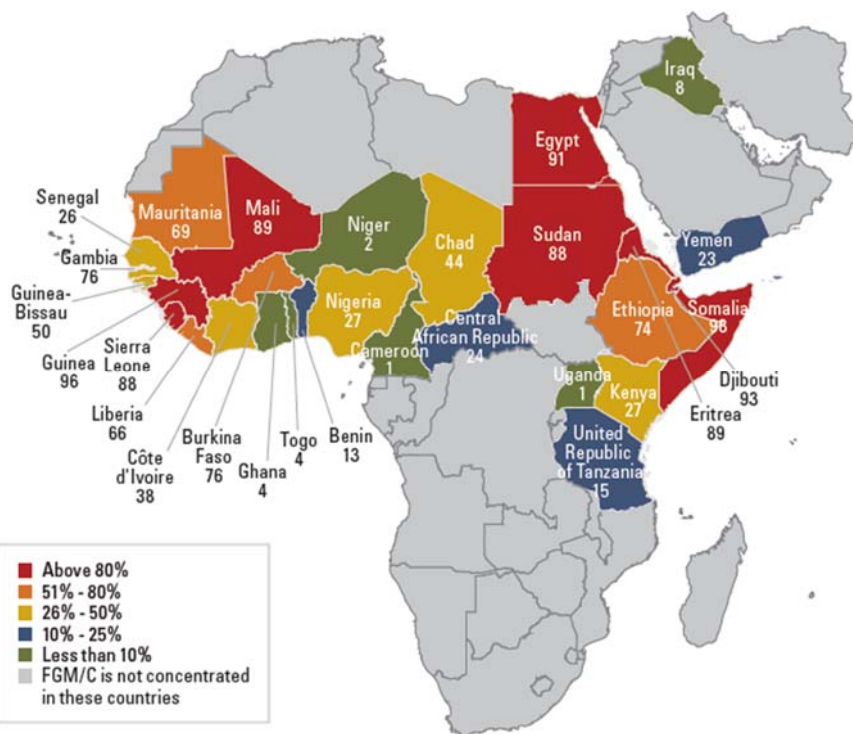 Iraq
8
Egypt
91
Senegal
26
Mauritania
69
Mali
89
Niger
2
Chad
44
Sudan
88
Yemen
23
Gambia
76
Guinea-
Bissau
50
Nigeria
27
Ethiopia
74
Somalia
98
Guinea
96
Sierra
Leone
88
Central
African Republic
24
Cameroon
1
Uganda
1
Kenya
27
Djibouti
93
Eritrea
89
Liberia
66
Côte
d'Ivoire
38
Burkina
Faso
76
Ghana
4
Togo
4
Benin
13
United
Republic
of Tanzania
15
Above 80%
51% - 80%
26% - 50%
10% - 25%
Less than 10%
FGM/C is not concentrated
in these countries